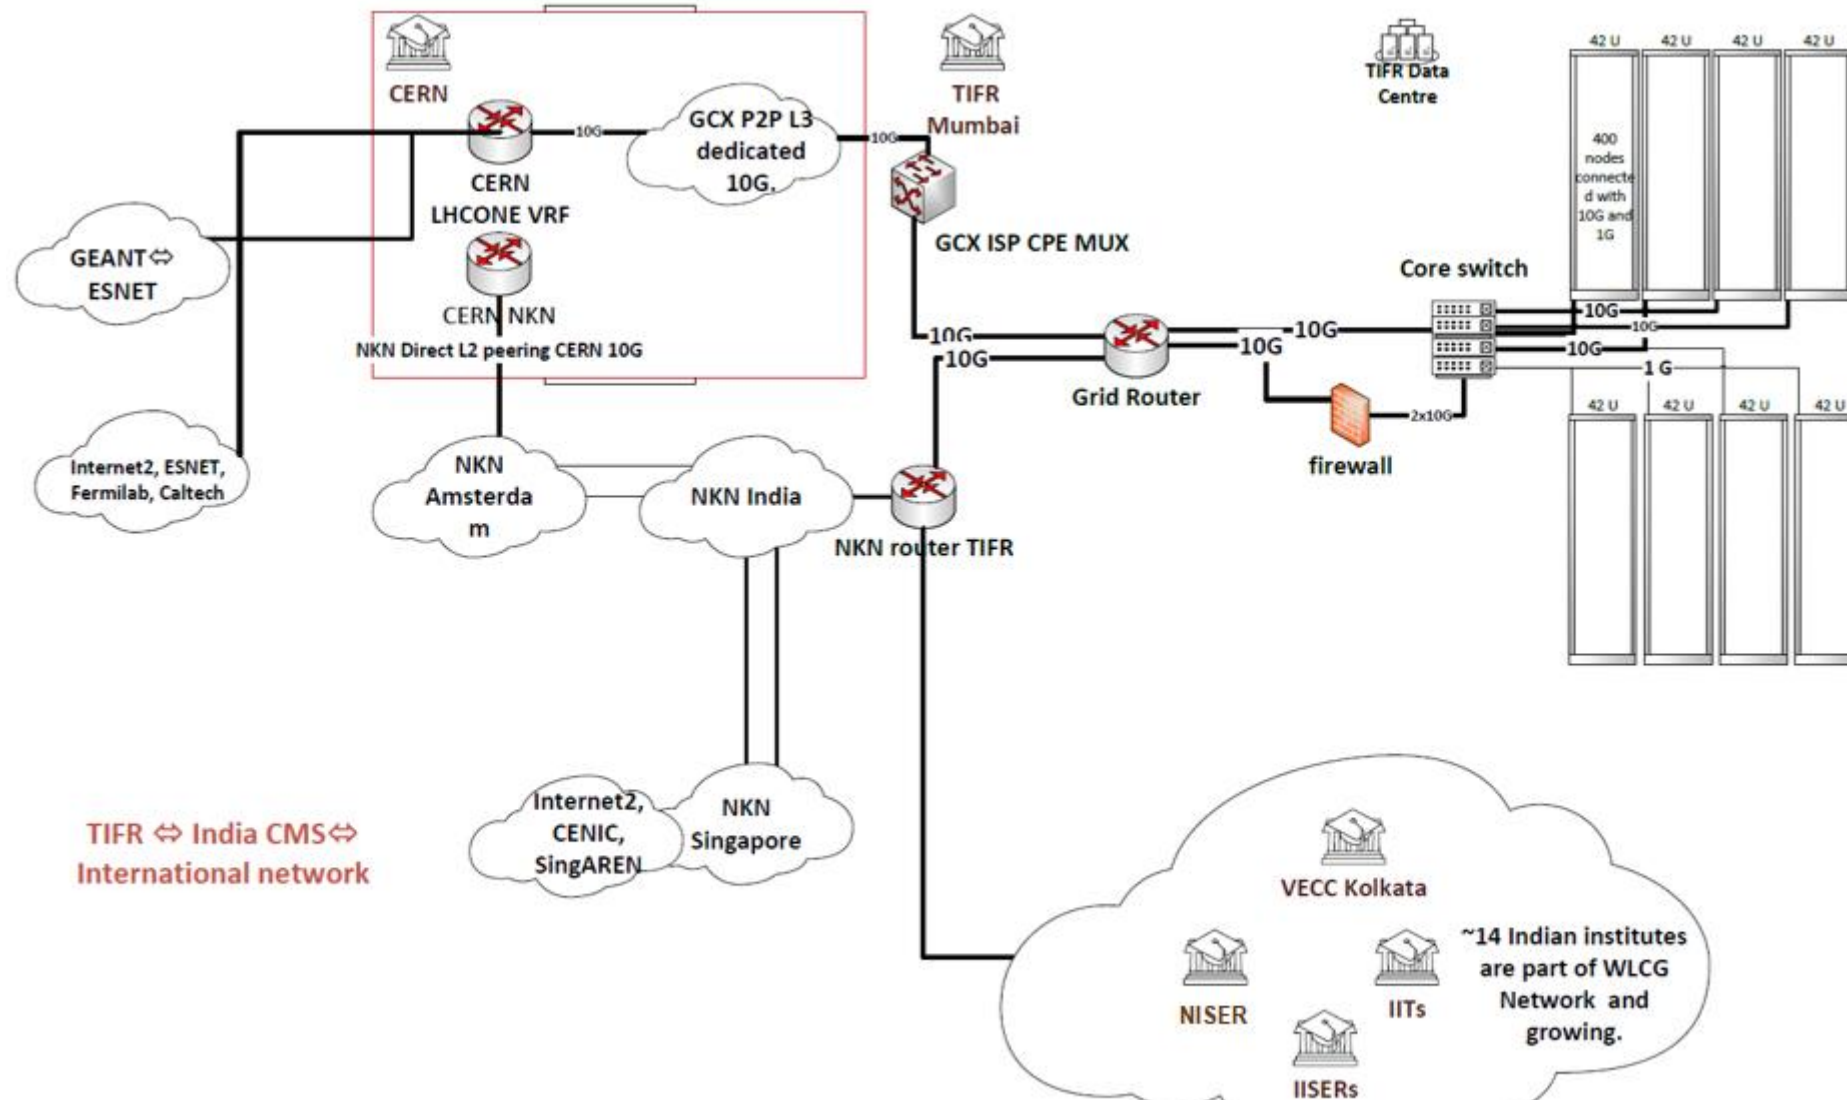 CERN
10G
GCX P2P L3
dedicated
10G.
10G
TIFR
Mumbai
TIFR Data
Centre
42 U
42 U
42 U
42 U
400
nodes
connecte
d with
10G and
1G
CERN
LHCONE VRF
GCX ISP CPE MUX
GEANT⇔
ESNET
CERN NKN
NKN Direct L2 peering CERN 10G
Core switch
10G
10G
10G
1 G
10G
10G
10G
10G
Grid Router
2x10G
firewall
42 U
42 U
42 U
42 U
Internet2, ESNET,
Fermilab, Caltech
NKN
Amsterda
m
NKN India
NKN router TIFR
Internet2,
CENIC,
SingAREN
NKN
Singapore
TIFR ⇔ India CMS⇔
International network
VECC Kolkata
NISER
IITs
IISERs
~14 Indian institutes
are part of WLCG
Network and
growing.